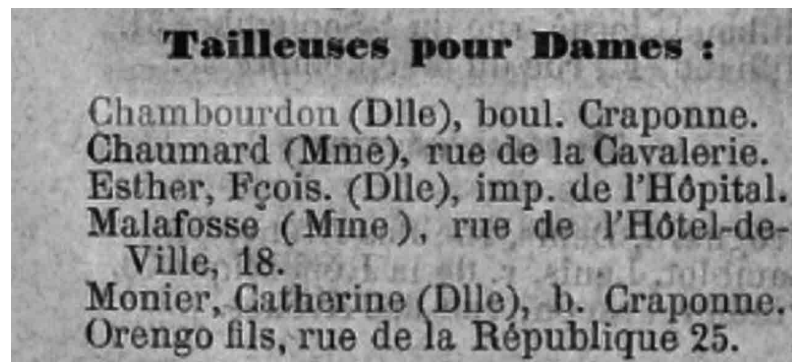 Tailleuses pour Dames :
Chambourdon (Dlle), boul. Craponne.
Chaumard (Mme), rue de la Cavalerie.
Esther, Fçois. (Dlle), imp. de l'Hôpital.
Malafosse (Mme), rue de l'Hôtel-de-
Ville, 18.
Monier, Catherine (Dlle), b. Craponne.
Orengo fils, rue de la République 25.